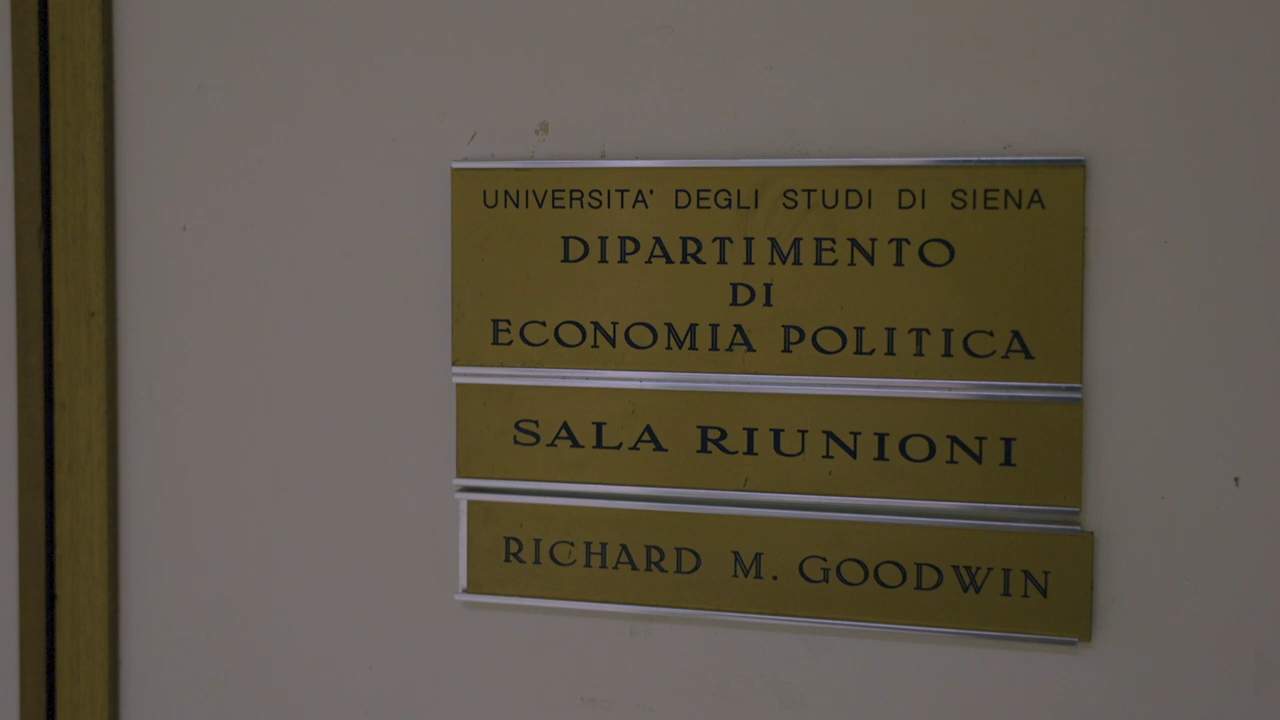 UNIVERSITA' DEGLI STUDI DI SIENA
DIPARTIMENTO
DI
ECONOMIA POLITICA
SALA RIUNIONI
RICHARD M. GOODWIN